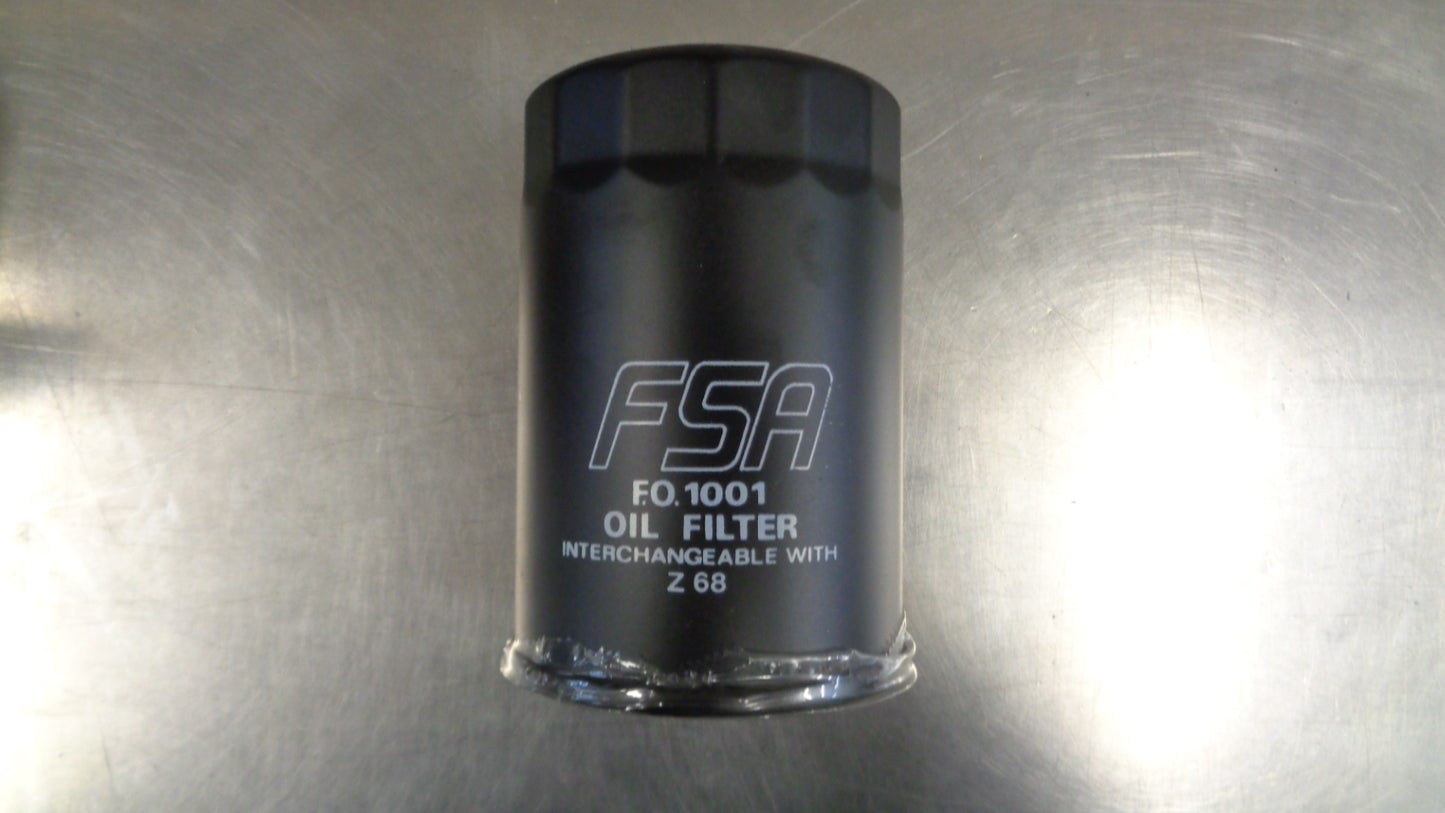 FSA
F.O. 1001
OIL FILTER
INTERCHANGEABLE WITH
Z 68